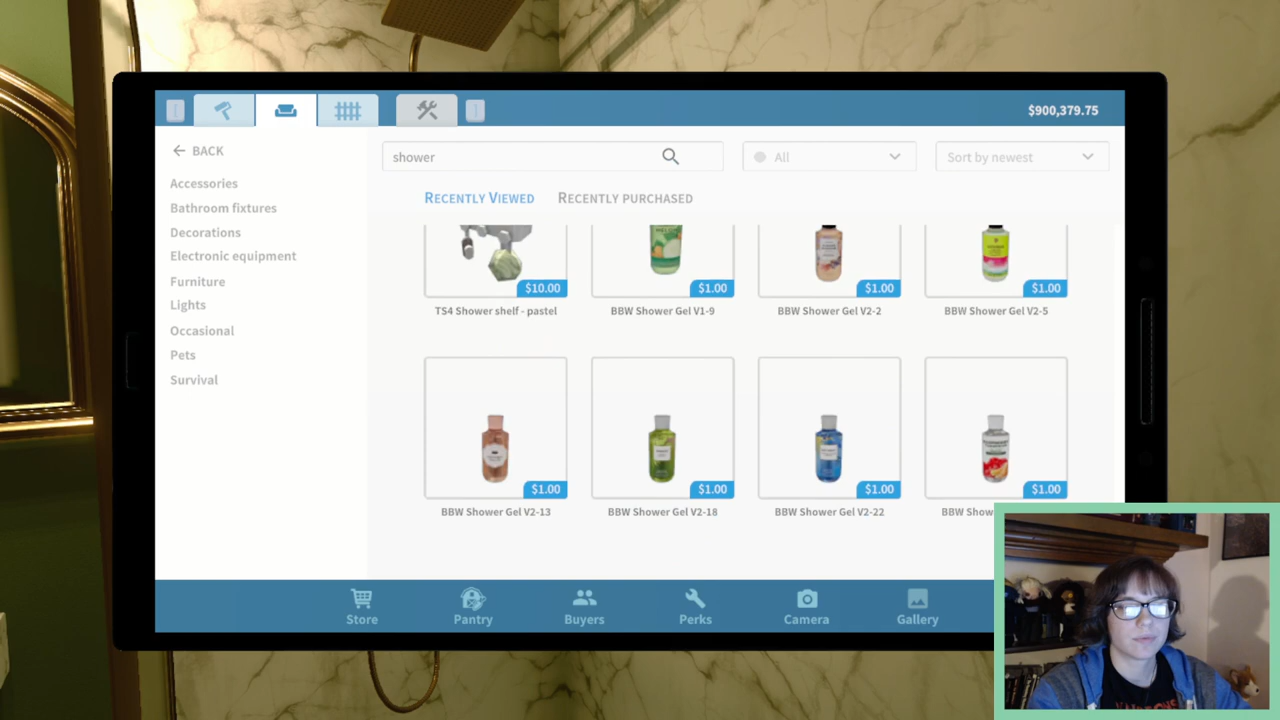 $900,379.75
BACK
shower
All
Sort by newest
Accessories
Bathroom fixtures
Decorations
Electronic equipment
Furniture
Lights
Occasional
Pets
Survival
RECENTLY VIEWED
RECENTLY PURCHASED
$10.00
$1.00
$1.00
$1.00
TS4 Shower shelf - pastel
BBW Shower Gel V1-9
BBW Shower Gel V2-2
BBW Shower Gel V2-5
$1.00
$1.00
$1.00
$1.00
BBW Shower Gel V2-13
BBW Shower Gel V2-18
BBW Shower Gel V2-22
BBW
Store
Pantry
Buyers
Perks
Camera
Gallery